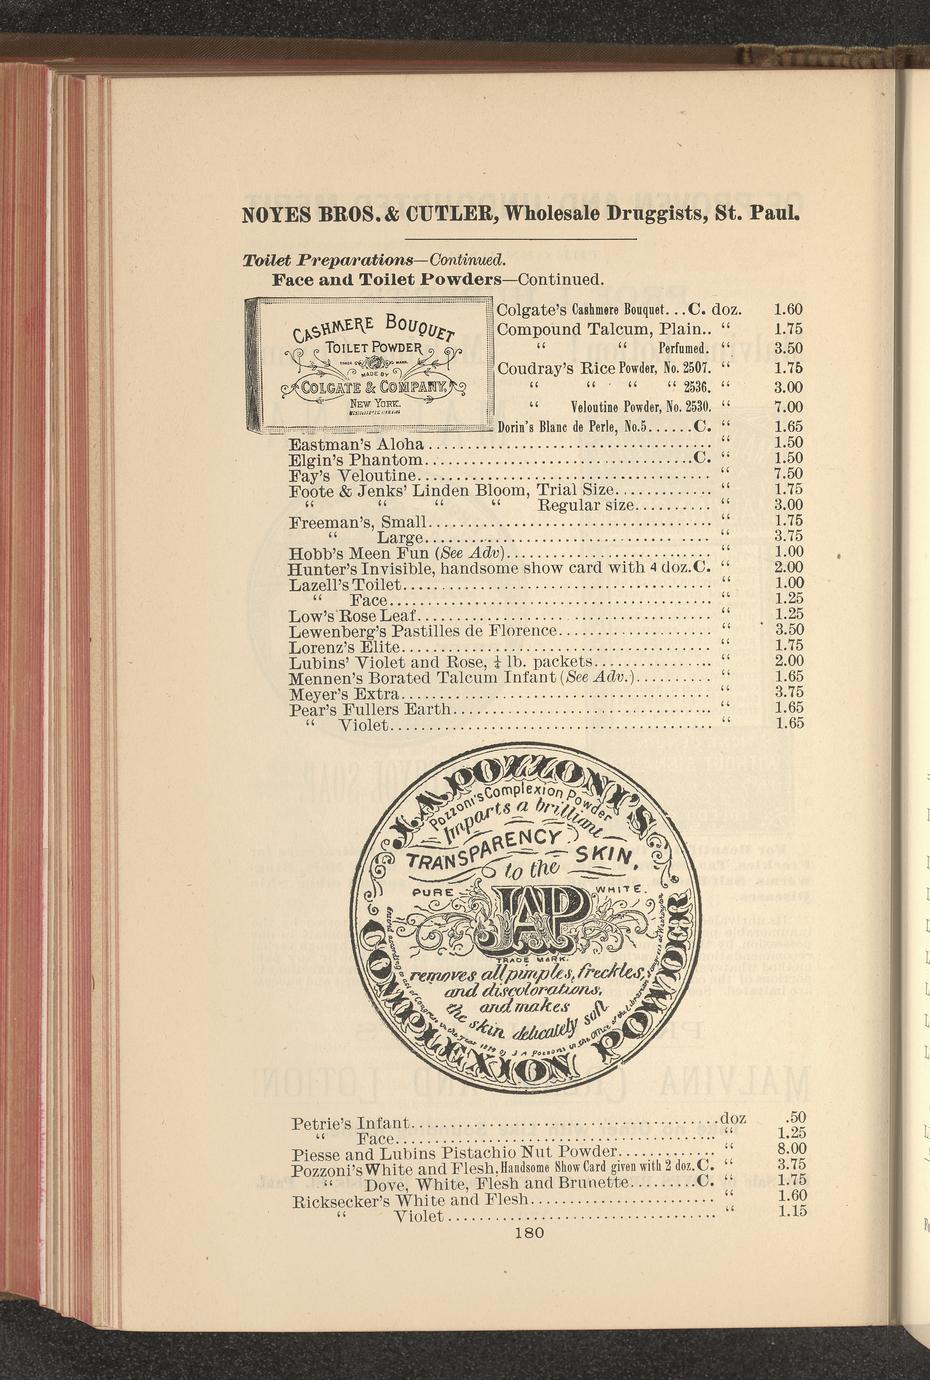 NOYES BROS. & CUTLER, Wholesale Druggists, St. Paul.
Toilet Preparations—Continued.
Face and Toilet Powders—Continued.
CASHMERE BOUQUET
TOILET POWDER
TRADE MARK
MADE BY
COLGATE & COMPANY,
NEW YORK.
Colgate's Cashmere Bouquet...C. doz. 1.60
Compound Talcum, Plain.. “ 1.75
“ “ Perfumed. “ 3.50
Coudray's Rice Powder, No. 2507. “ 1.75
“ “ “ “ 2536. “ 3.00
“ Veloutine Powder, No. 2530. “ 7.00
Dorin's Blanc de Perle, No.5......C. “ 1.65
Eastman's Aloha.................................... “ 1.50
Elgin's Phantom..................................C. “ 1.50
Fay's Veloutine..................................... “ 7.50
Foote & Jenks' Linden Bloom, Trial Size............ “ 1.75
“ “ “ “ Regular size.......... “ 3.00
Freeman's, Small.................................... “ 1.75
“ Large.................................... “ 3.75
Hobb's Meen Fun (See Adv).......................... “ 1.00
Hunter's Invisible, handsome show card with 4 doz.C. “ 2.00
Lazell's Toilet....................................... “ 1.00
“ Face......................................... “ 1.25
Low's Rose Leaf..................................... “ 1.25
Lewenberg's Pastilles de Florence................... “ 3.50
Lorenz's Elite....................................... “ 1.75
Lubins' Violet and Rose, ¼ lb. packets............... “ 2.00
Mennen's Borated Talcum Infant (See Adv.).......... “ 1.65
Meyer's Extra....................................... “ 3.75
Pear's Fullers Earth................................. “ 1.65
“ Violet......................................... “ 1.65
J.A. POZZONI'S
Pozzoni's Complexion Powder
Imparts a brilliant
TRANSPARENCY
to the SKIN.
PURE WHITE.
JAP
TRADE MARK.
removes all pimples, freckles,
and discolorations,
and makes
the skin delicately soft
COMPLEXION POWDER
Petrie's Infant.......................................doz .50
“ Face......................................... “ 1.25
Piesse and Lubins Pistachio Nut Powder............ “ 8.00
Pozzoni's White and Flesh, Handsome Show Card given with 2 doz.C. “ 3.75
“ Dove, White, Flesh and Brunette.........C. “ 1.75
Ricksecker's White and Flesh........................ “ 1.60
“ Violet................................... “ 1.15
180